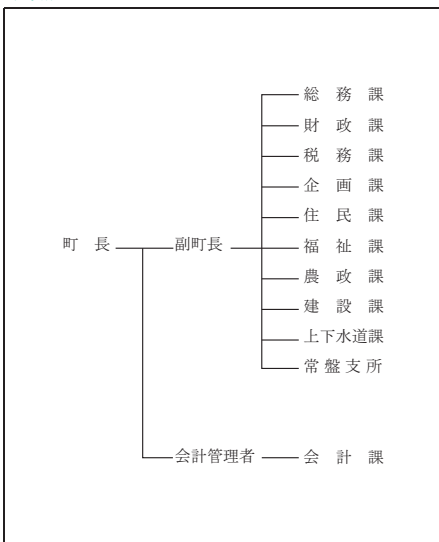 総務課
財政課
税務課
企画課
住民課
町長 副町長 福祉課
農政課
建設課
上下水道課
常盤支所
会計管理者 会計課